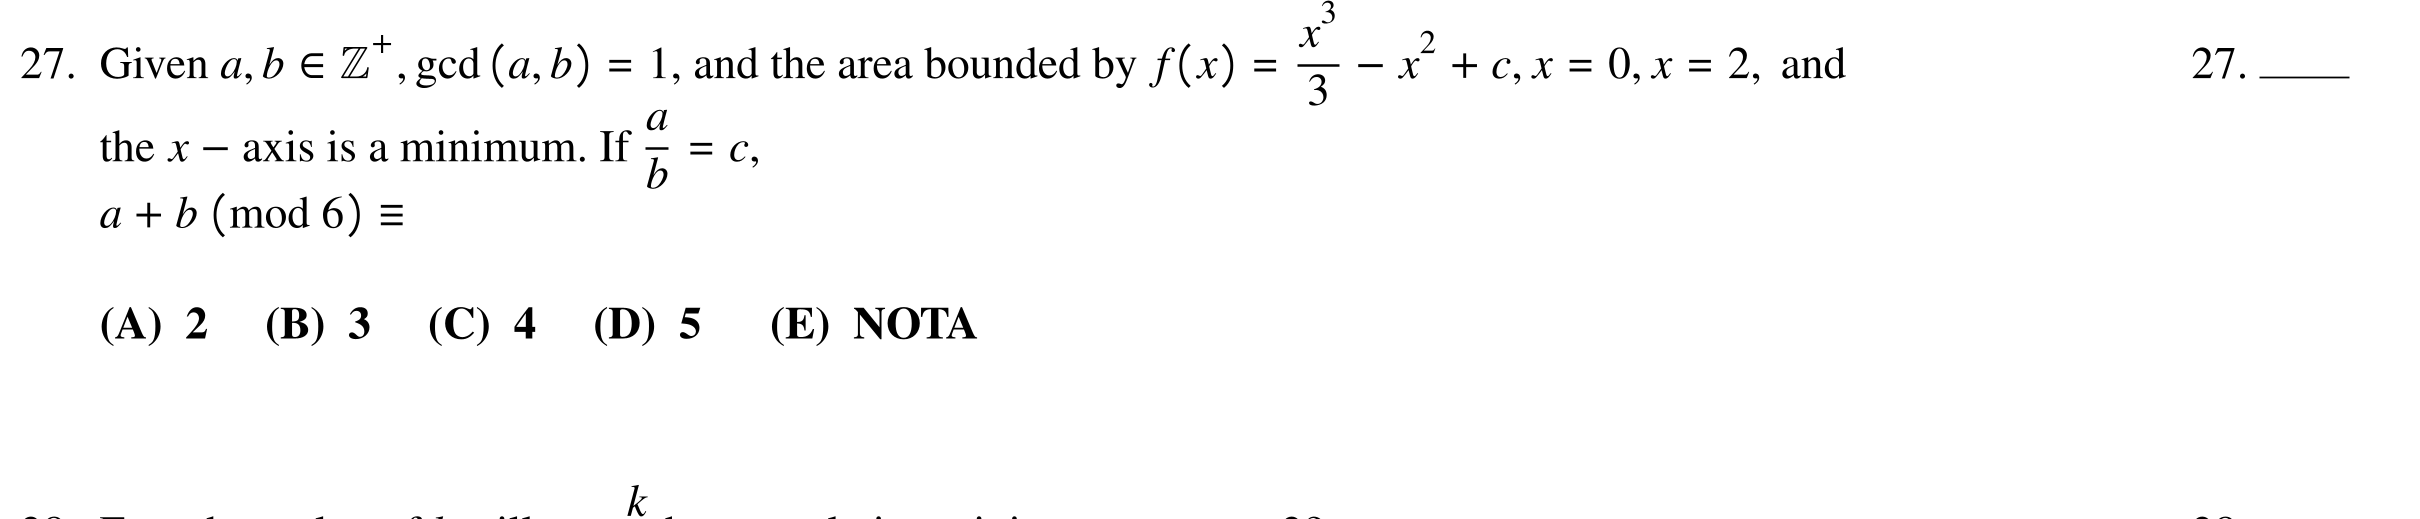 27. Given a, b ∈ ℤ⁺, gcd (a, b) = 1, and the area bounded by f(x) = x³/3 − x² + c, x = 0, x = 2, and 27. ____
the x − axis is a minimum. If a/b = c,
a + b (mod 6) ≡
(A) 2 (B) 3 (C) 4 (D) 5 (E) NOTA
k